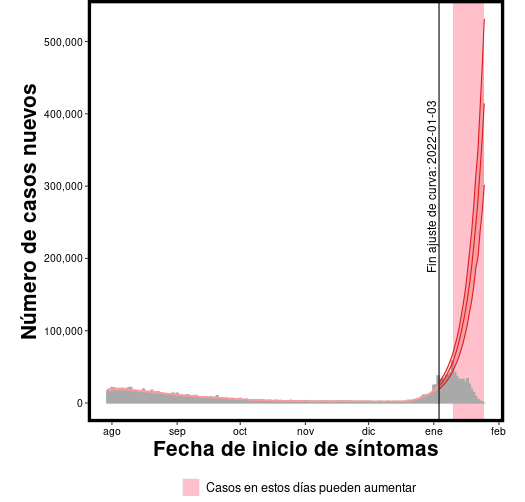 Número de casos nuevos
500,000
400,000
300,000
200,000
100,000
0
Fin ajuste de curva: 2022-01-03
ago sep oct nov dic ene feb
Fecha de inicio de síntomas
Casos en estos días pueden aumentar